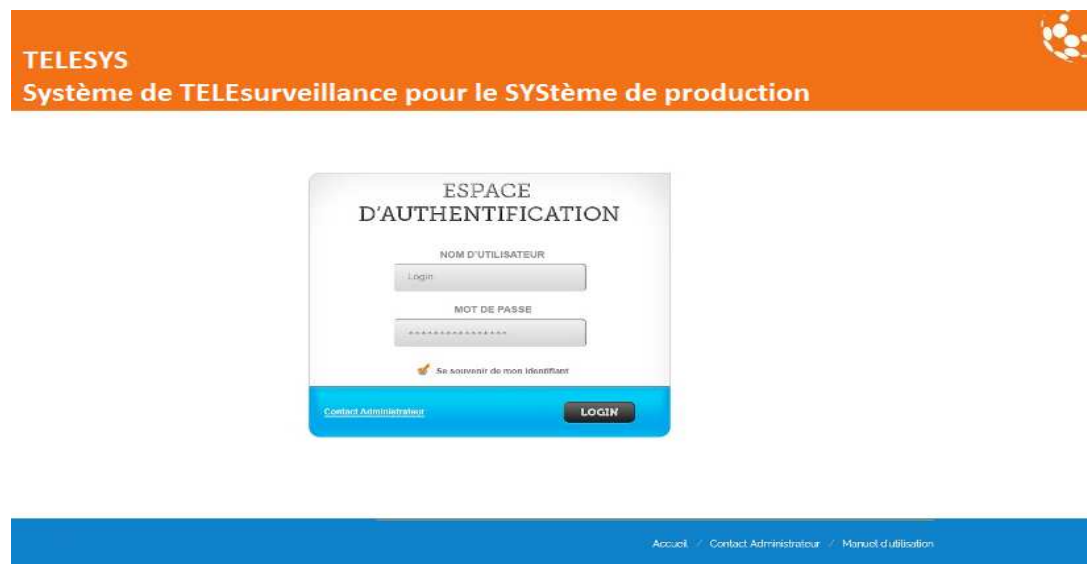 TELESYS
Système de TELEsurveillance pour le SYStème de production
ESPACE
D'AUTHENTIFICATION
NOM D'UTILISATEUR
Login
MOT DE PASSE
****************
Se souvenir de mon identifiant
Contact Administrateur
LOGIN
Accueil / Contact Administrateur / Manuel d'utilisation